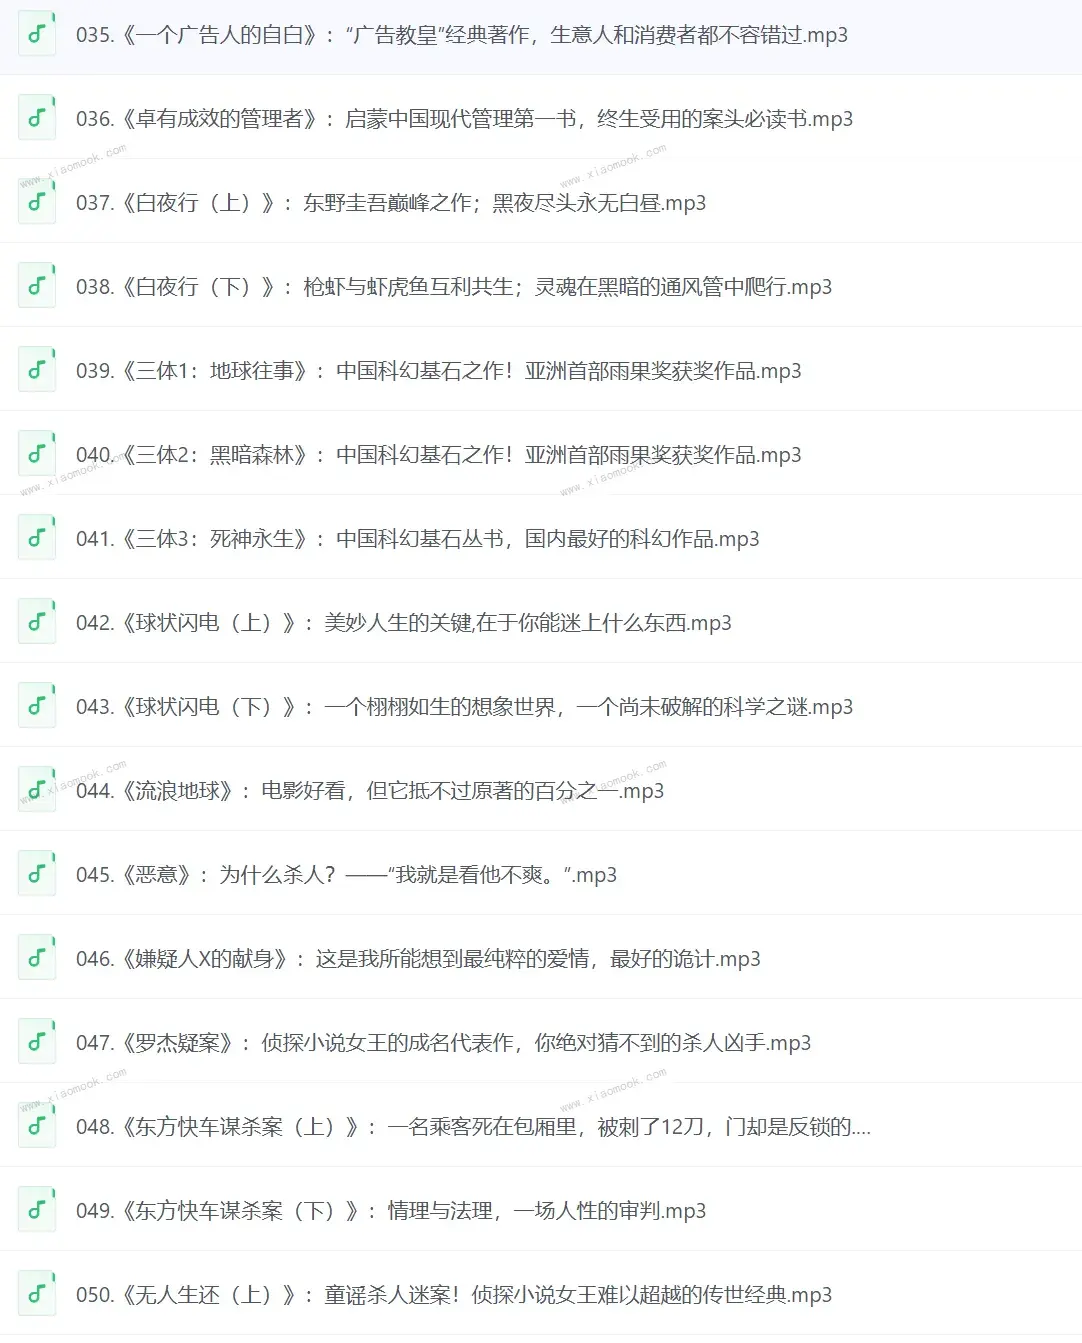 035.《一个广告人的自白》：“广告教皇”经典著作，生意人和消费者都不容错过.mp3
036.《卓有成效的管理者》：启蒙中国现代管理第一书，终生受用的案头必读书.mp3
www.xiaomook.com www.xiaomook.com
037.《白夜行（上）》：东野圭吾巅峰之作；黑夜尽头永无白昼.mp3
038.《白夜行（下）》：枪虾与虾虎鱼互利共生；灵魂在黑暗的通风管中爬行.mp3
039.《三体1：地球往事》：中国科幻基石之作！亚洲首部雨果奖获奖作品.mp3
040.《三体2：黑暗森林》：中国科幻基石之作！亚洲首部雨果奖获奖作品.mp3
www.xiaomook.com www.xiaomook.com
041.《三体3：死神永生》：中国科幻基石丛书，国内最好的科幻作品.mp3
042.《球状闪电（上）》：美妙人生的关键,在于你能迷上什么东西.mp3
043.《球状闪电（下）》：一个栩栩如生的想象世界，一个尚未破解的科学之谜.mp3
www.xiaomook.com www.xiaomook.com
044.《流浪地球》：电影好看，但它抵不过原著的百分之一.mp3
045.《恶意》：为什么杀人？——“我就是看他不爽。”.mp3
046.《嫌疑人X的献身》：这是我所能想到最纯粹的爱情，最好的诡计.mp3
047.《罗杰疑案》：侦探小说女王的成名代表作，你绝对猜不到的杀人凶手.mp3
www.xiaomook.com www.xiaomook.com
048.《东方快车谋杀案（上）》：一名乘客死在包厢里，被刺了12刀，门却是反锁的....
049.《东方快车谋杀案（下）》：情理与法理，一场人性的审判.mp3
050.《无人生还（上）》：童谣杀人迷案！侦探小说女王难以超越的传世经典.mp3